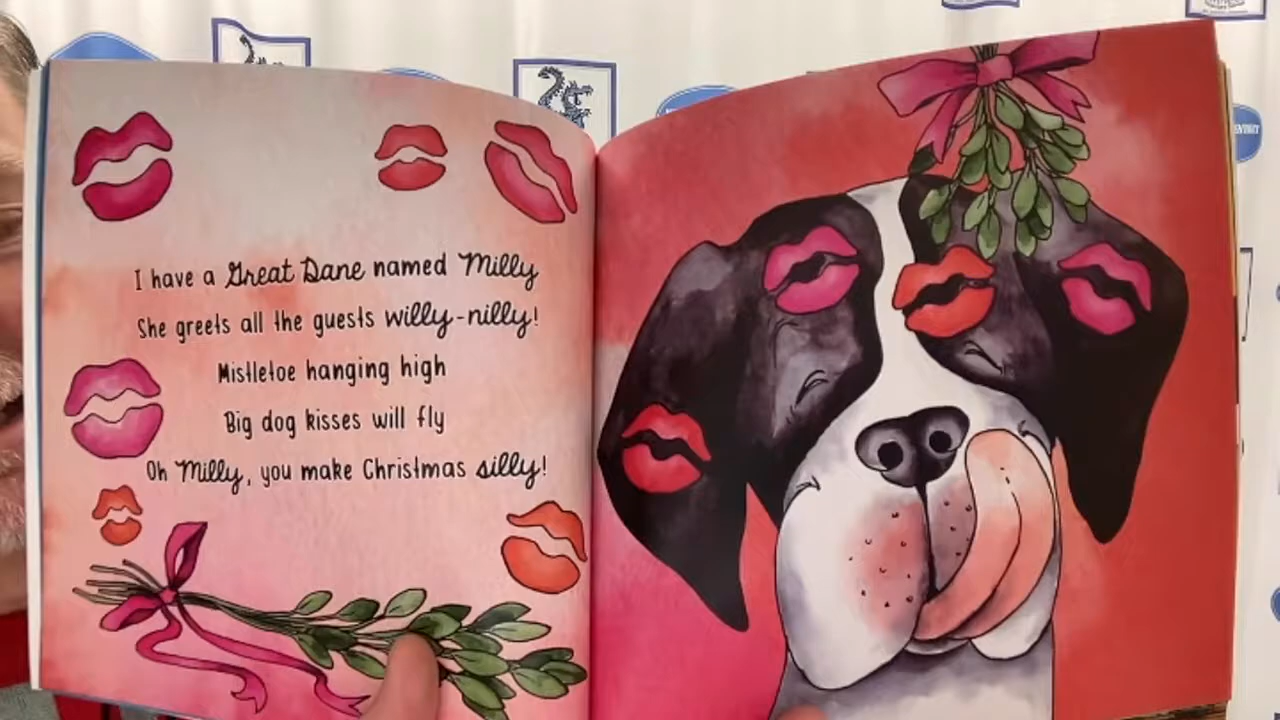 I have a Great Dane named Milly
She greets all the guests willy-nilly!
Mistletoe hanging high
Big dog kisses will fly
Oh Milly, you make Christmas silly!